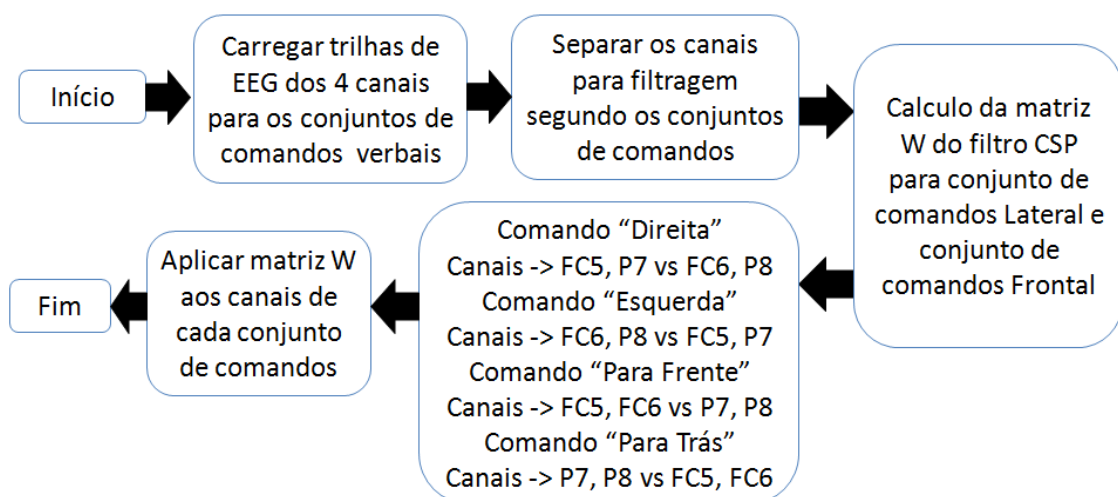 Início
Carregar trilhas de
EEG dos 4 canais
para os conjuntos de
comandos verbais
Separar os canais
para filtragem
segundo os conjuntos
de comandos
Calculo da matriz
W do filtro CSP
para conjunto de
comandos Lateral e
conjunto de
comandos Frontal
Comando “Direita”
Canais -> FC5, P7 vs FC6, P8
Comando “Esquerda”
Canais -> FC6, P8 vs FC5, P7
Comando “Para Frente”
Canais -> FC5, FC6 vs P7, P8
Comando “Para Trás”
Canais -> P7, P8 vs FC5, FC6
Aplicar matriz W
aos canais de
cada conjunto
de comandos
Fim